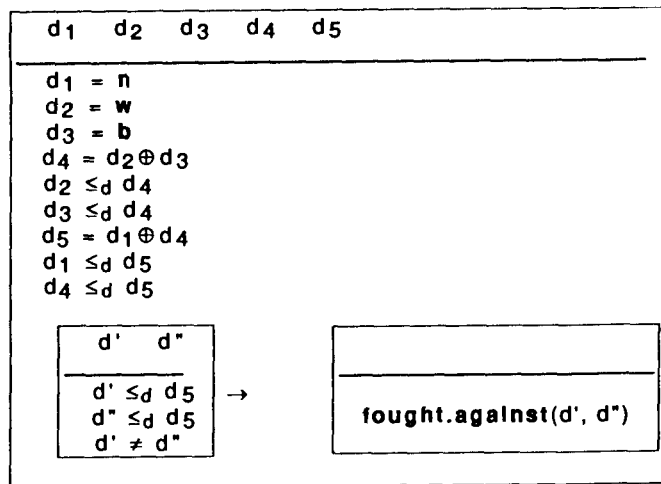 d₁ d₂ d₃ d₄ d₅
d₁ = n
d₂ = w
d₃ = b
d₄ = d₂⊕d₃
d₂ ≤d d₄
d₃ ≤d d₄
d₅ = d₁⊕d₄
d₁ ≤d d₅
d₄ ≤d d₅
d' d"
d' ≤d d₅
d" ≤d d₅
d' ≠ d"
→
fought.against(d', d")